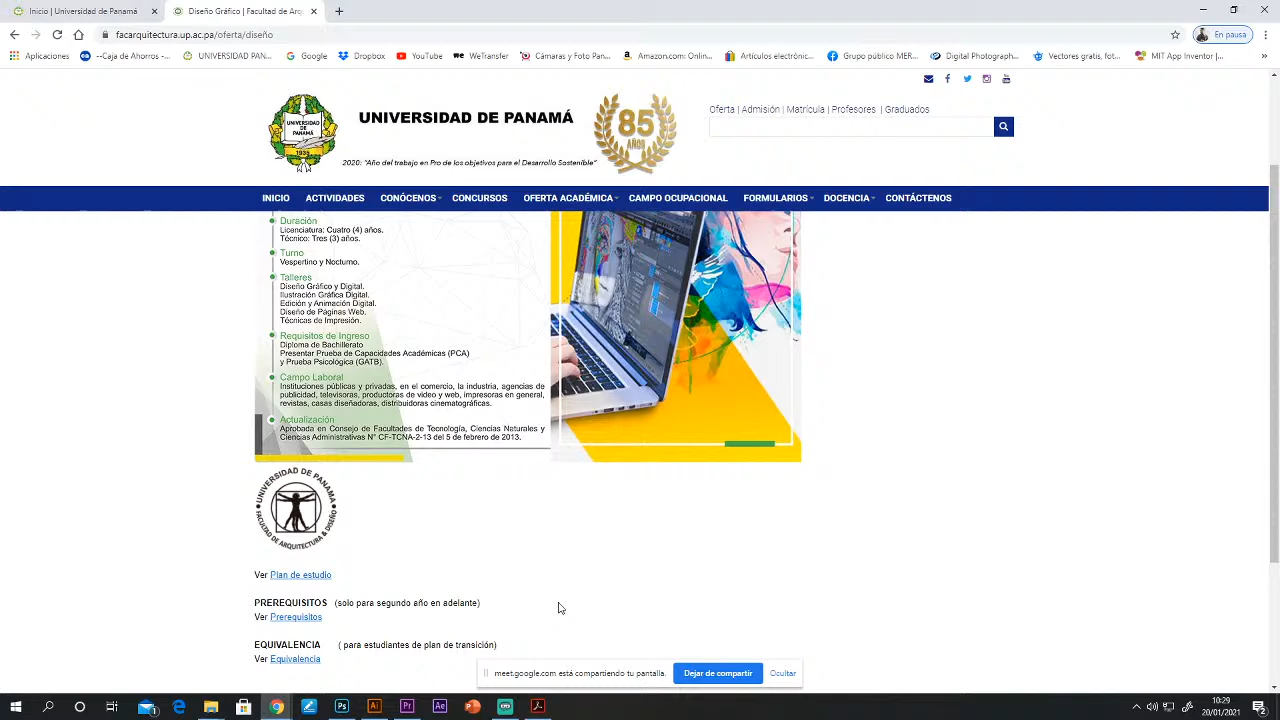 Inicio | Universidad de Panamá
Diseño Gráfico | Facultad de Arq
facarquitectura.up.ac.pa/oferta/diseño
En pausa
Aplicaciones
--Caja de Ahorros -...
UNIVERSIDAD PAN...
Google
Dropbox
YouTube
WeTransfer
Cámaras y Foto Pan...
Amazon.com: Onlin...
Artículos electrónic...
Grupo público MER...
Digital Photograph...
Vectores gratis, fot...
MIT App Inventor |...
UNIVERSIDAD DE PANAMÁ
1935
UNIVERSIDAD DE PANAMÁ
85
AÑOS
2020: "Año del trabajo en Pro de los objetivos para el Desarrollo Sostenible"
Oferta | Admisión | Matrícula | Profesores | Graduados
INICIO ACTIVIDADES CONÓCENOS CONCURSOS OFERTA ACADÉMICA CAMPO OCUPACIONAL FORMULARIOS DOCENCIA CONTÁCTENOS
Duración
Licenciatura: Cuatro (4) años.
Técnico: Tres (3) años.
Turno
Vespertino y Nocturno.
Talleres
Diseño Gráfico y Digital.
Ilustración Gráfica Digital.
Edición y Animación Digital.
Diseño de Páginas Web.
Técnicas de Impresión.
Requisitos de Ingreso
Diploma de Bachillerato
Presentar Prueba de Capacidades Académicas (PCA)
y Prueba Psicológica (GATB).
Campo Laboral
Instituciones públicas y privadas, en el comercio, la industria, agencias de
publicidad, televisoras, productoras de video y web, impresoras en general,
revistas, casas diseñadoras, distribuidoras cinematográficas.
Actualización
Aprobada en Consejo de Facultades de Tecnología, Ciencias Naturales y
Ciencias Administrativas N° CF-TCNA-2-13 del 5 de febrero de 2013.
UNIVERSIDAD DE PANAMA
FACULTAD DE ARQUITECTURA & DISEÑO
Ver Plan de estudio
PREREQUISITOS (solo para segundo año en adelante)
Ver Prerequisitos
EQUIVALENCIA ( para estudiantes de plan de transición)
Ver Equivalencia
meet.google.com está compartiendo tu pantalla.
Dejar de compartir
Ocultar
10:29
20/01/2021